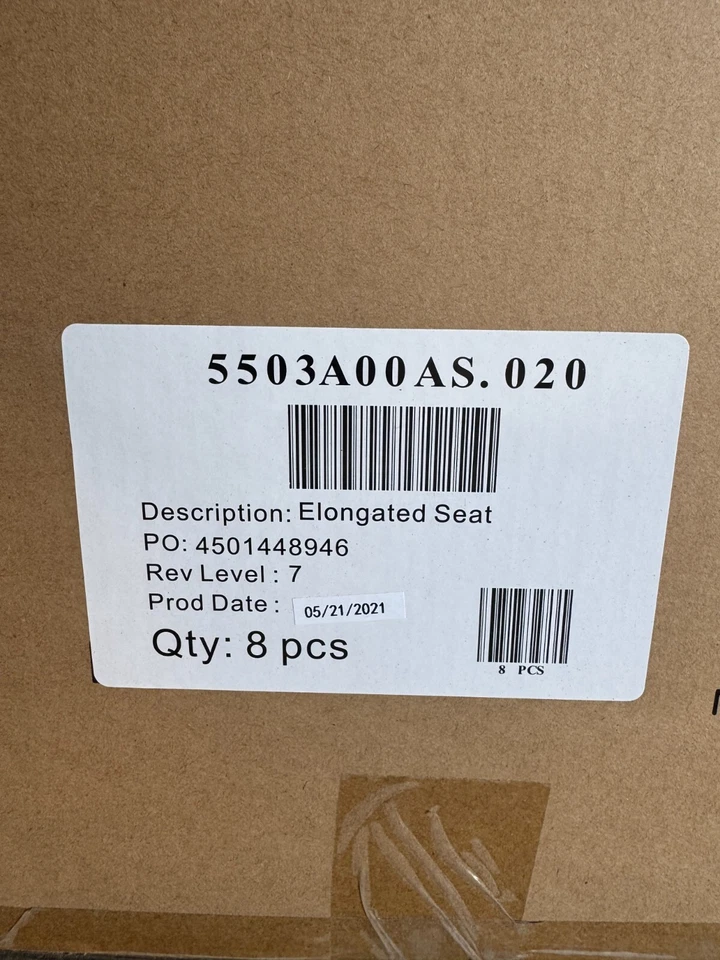 5503A00AS.020
Description: Elongated Seat
PO: 4501448946
Rev Level : 7
Prod Date : 05/21/2021
Qty: 8 pcs
8 PCS